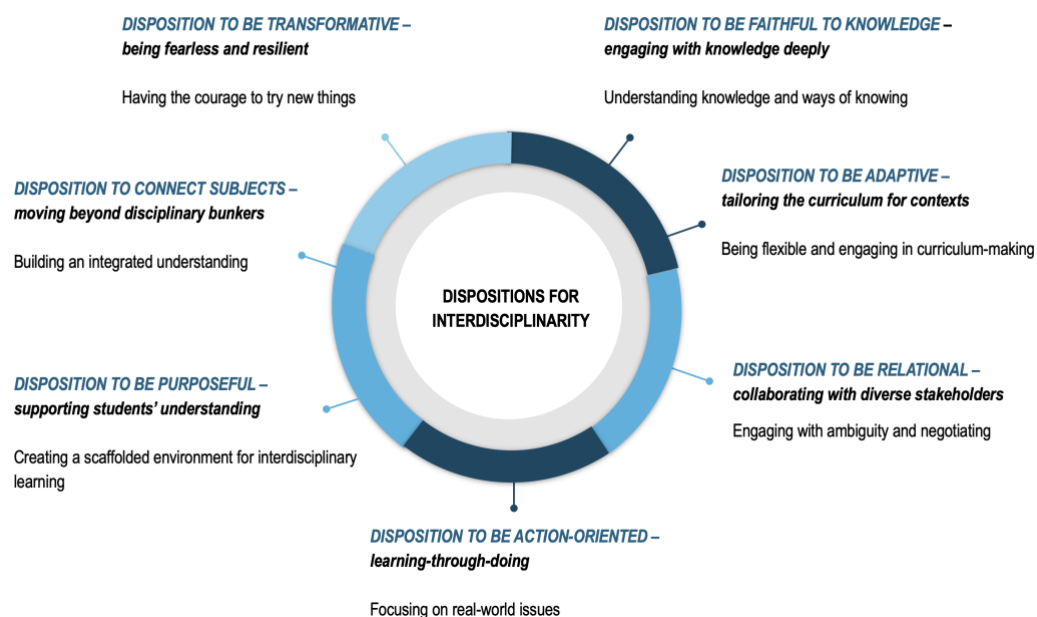 DISPOSITION TO BE TRANSFORMATIVE –
being fearless and resilient
Having the courage to try new things
DISPOSITION TO BE FAITHFUL TO KNOWLEDGE –
engaging with knowledge deeply
Understanding knowledge and ways of knowing
DISPOSITION TO CONNECT SUBJECTS –
moving beyond disciplinary bunkers
Building an integrated understanding
DISPOSITION TO BE ADAPTIVE –
tailoring the curriculum for contexts
Being flexible and engaging in curriculum-making
DISPOSITIONS FOR
INTERDISCIPLINARITY
DISPOSITION TO BE PURPOSEFUL –
supporting students’ understanding
Creating a scaffolded environment for interdisciplinary
learning
DISPOSITION TO BE RELATIONAL –
collaborating with diverse stakeholders
Engaging with ambiguity and negotiating
DISPOSITION TO BE ACTION-ORIENTED –
learning-through-doing
Focusing on real-world issues